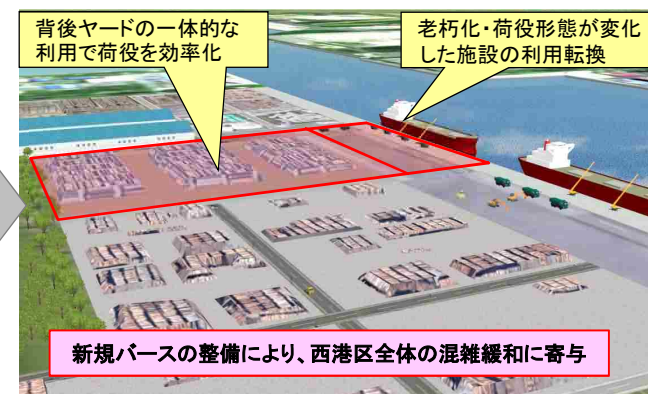 背後ヤードの一体的な
利用で荷役を効率化
老朽化・荷役形態が変化
した施設の利用転換
新規バースの整備により、西港区全体の混雑緩和に寄与